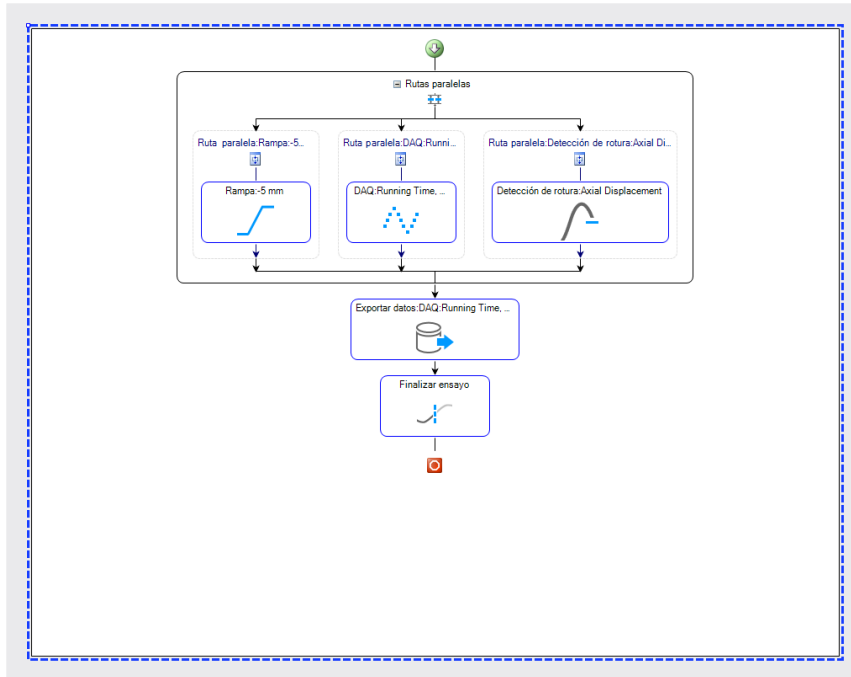 Rutas paralelas
Ruta paralela:Rampa:-5...
Ruta paralela:DAQ:Runni...
Ruta paralela:Detección de rotura:Axial Di...
Rampa:-5 mm
DAQ:Running Time, ...
Detección de rotura:Axial Displacement
Exportar datos:DAQ:Running Time, ...
Finalizar ensayo